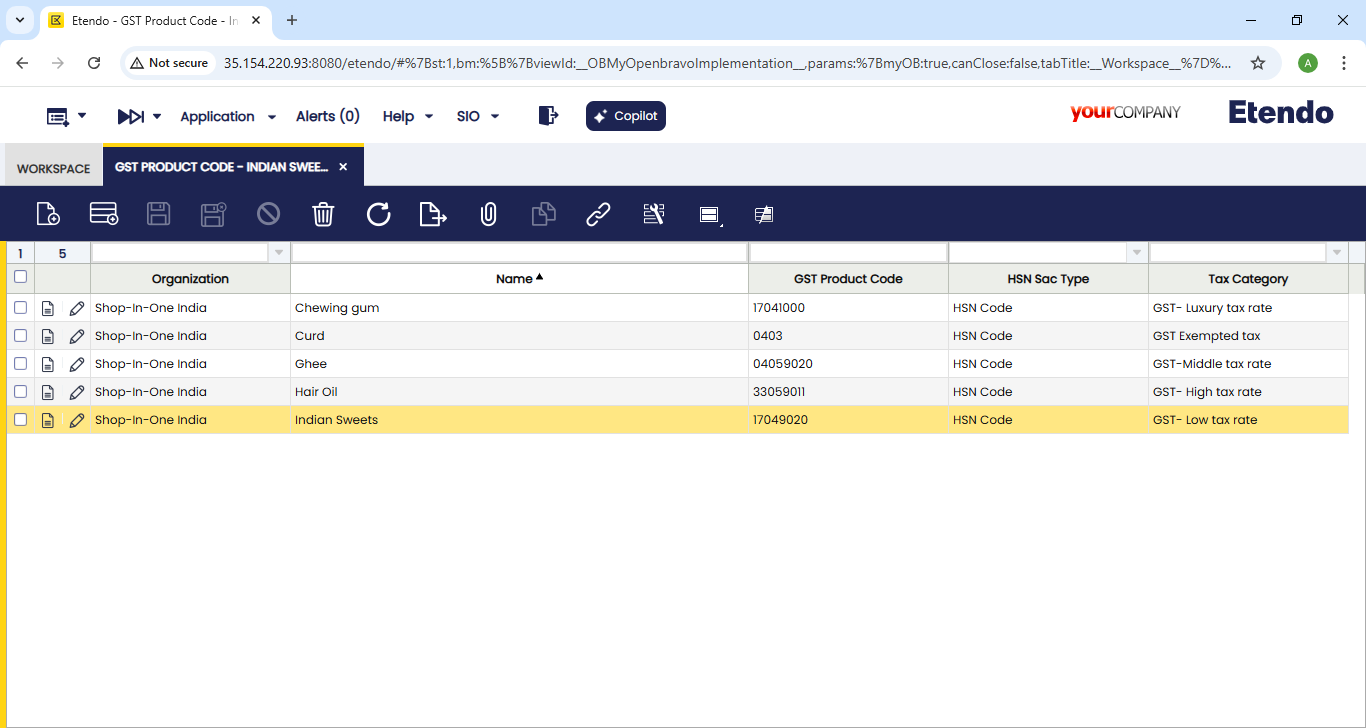 Etendo - GST Product Code - In
Not secure
35.154.220.93:8080/etendo/#%7Bst:1,bm:%5B%7BviewId:__OBMyOpenbravoImplementation__,params:%7BmyOB:true,canClose:false,tabTitle:__Workspace__%7D%...
A
Application
Alerts (0)
Help
SIO
Copilot
yourCOMPANY
Etendo
WORKSPACE
GST PRODUCT CODE - INDIAN SWEE...
1 5
Organization Name GST Product Code HSN Sac Type Tax Category
Shop-In-One India Chewing gum 17041000 HSN Code GST- Luxury tax rate
Shop-In-One India Curd 0403 HSN Code GST Exempted tax
Shop-In-One India Ghee 04059020 HSN Code GST-Middle tax rate
Shop-In-One India Hair Oil 33059011 HSN Code GST- High tax rate
Shop-In-One India Indian Sweets 17049020 HSN Code GST- Low tax rate